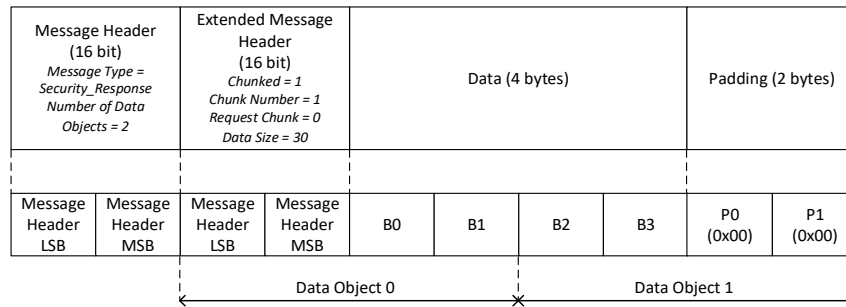 Message Header
(16 bit)
Message Type =
Security_Response
Number of Data
Objects = 2
Extended Message
Header
(16 bit)
Chunked = 1
Chunk Number = 1
Request Chunk = 0
Data Size = 30
Data (4 bytes)
Padding (2 bytes)
Message
Header
LSB
Message
Header
MSB
Message
Header
LSB
Message
Header
MSB
B0
B1
B2
B3
P0
(0x00)
P1
(0x00)
Data Object 0
Data Object 1